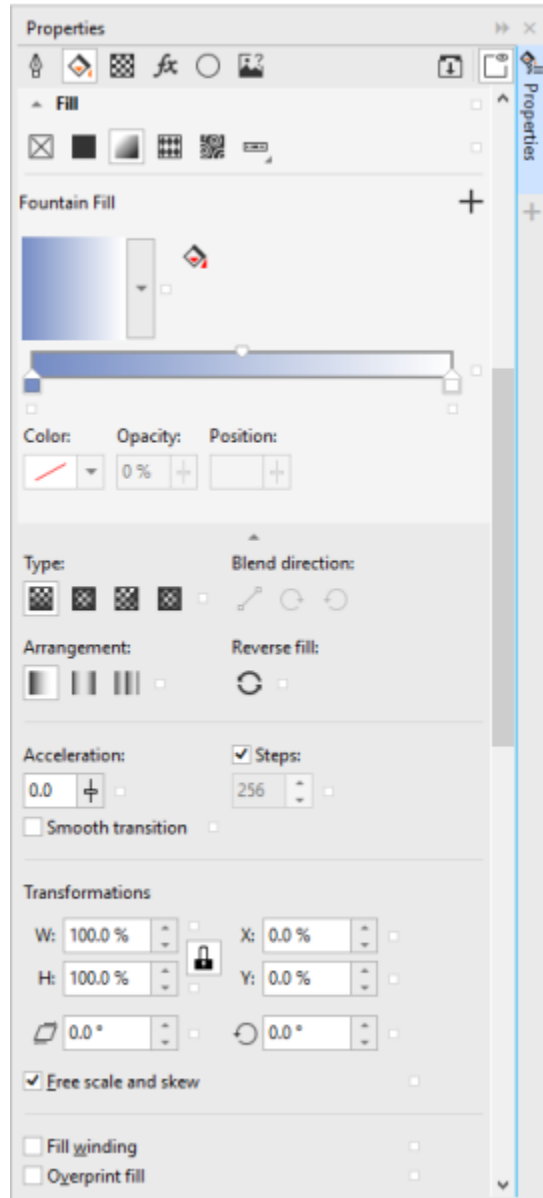 Properties
fx
Properties
Fill
Fountain Fill
Color: Opacity: Position:
0 %
Type: Blend direction:
Arrangement: Reverse fill:
Acceleration: Steps:
0.0 256
Smooth transition
Transformations
W: 100.0 % X: 0.0 %
H: 100.0 % Y: 0.0 %
0.0 ° 0.0 °
Free scale and skew
Fill winding
Overprint fill